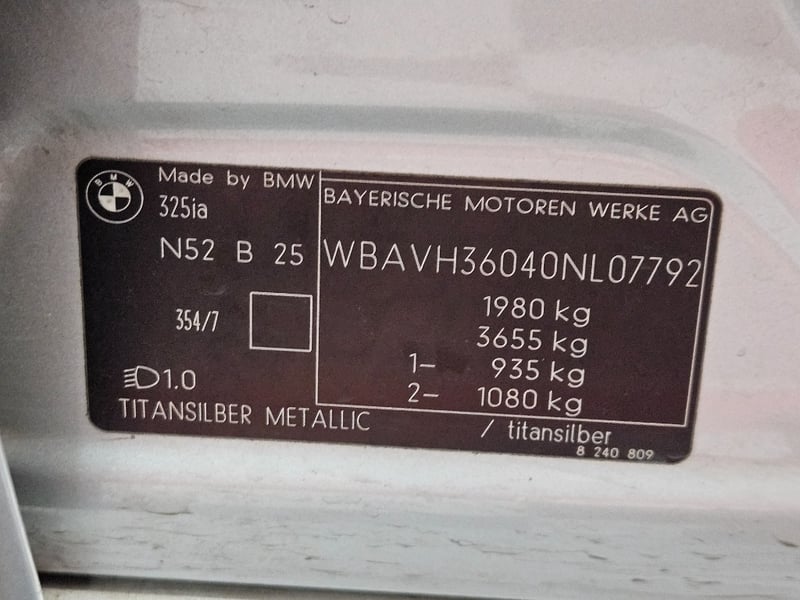 BMW
Made by BMW
325ia
N52 B 25
354/7
1.0
TITANSILBER METALLIC / titansilber
8 240 809
BAYERISCHE MOTOREN WERKE AG
WBAVH36040NL07792
1980 kg
3655 kg
1- 935 kg
2- 1080 kg